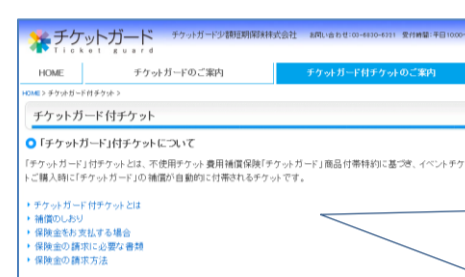 チケットガード
Ticket guard
チケットガード少額短期保険株式会社
HOME
チケットガードのご案内
チケットガード付チケットのご案内
HOME > チケットガード付チケット >
チケットガード付チケット
「チケットガード」付チケットについて
「チケットガード」付チケットとは、不使用チケット費用補償保険「チケットガード」商品付帯特約に基づき、イベントチケ
トご購入時に「チケットガード」の補償が自動的に付帯されるチケットです。
チケットガード付チケットとは
補償のしおり
保険金をお支払する場合
保険金の請求に必要な書類
保険金の請求方法